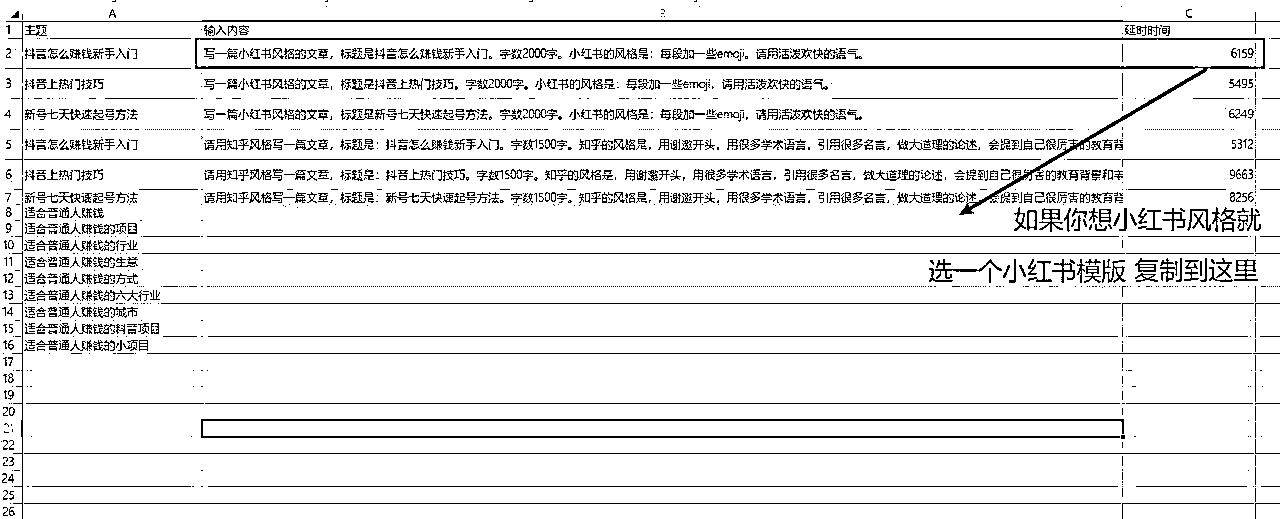 A B C
1 主题 输入内容 延时时间
2 抖音怎么赚钱新手入门 写一篇小红书风格的文章，标题是抖音怎么赚钱新手入门。字数2000字。小红书的风格是：每段加一些emoji，请用活泼欢快的语气。 6159
3 抖音上热门技巧 写一篇小红书风格的文章，标题是抖音上热门技巧。字数2000字。小红书的风格是：每段加一些emoji，请用活泼欢快的语气。 5495
4 新号七天快速起号方法 写一篇小红书风格的文章，标题是新号七天快速起号方法。字数2000字。小红书的风格是：每段加一些emoji，请用活泼欢快的语气。 6249
5 抖音怎么赚钱新手入门 请用知乎风格写一篇文章，标题是：抖音怎么赚钱新手入门。字数1500字。知乎的风格是，用谢邀开头，用很多学术语言，引用很多名言，做大道理的论述，会提到自己很厉害的教育背 5312
6 抖音上热门技巧 请用知乎风格写一篇文章，标题是：抖音上热门技巧。字数1500字。知乎的风格是，用谢邀开头，用很多学术语言，引用很多名言，做大道理的论述，会提到自己很厉害的教育背景和 9663
7 新号七天快速起号方法 请用知乎风格写一篇文章，标题是：新号七天快速起号方法。字数1500字。知乎的风格是，用谢邀开头，用很多学术语言，引用很多名言，做大道理的论述，会提到自己很厉害的教育背 8256
8 适合普通人赚钱
如果你想小红书风格就
9 适合普通人赚钱的项目
10 适合普通人赚钱的行业
11 适合普通人赚钱的生意
选一个小红书模版 复制到这里
12 适合普通人赚钱的方式
13 适合普通人赚钱的六大行业
14 适合普通人赚钱的城市
15 适合普通人赚钱的抖音项目
16 适合普通人赚钱的小项目
17
18
19
20
21
22
23
24
25
26